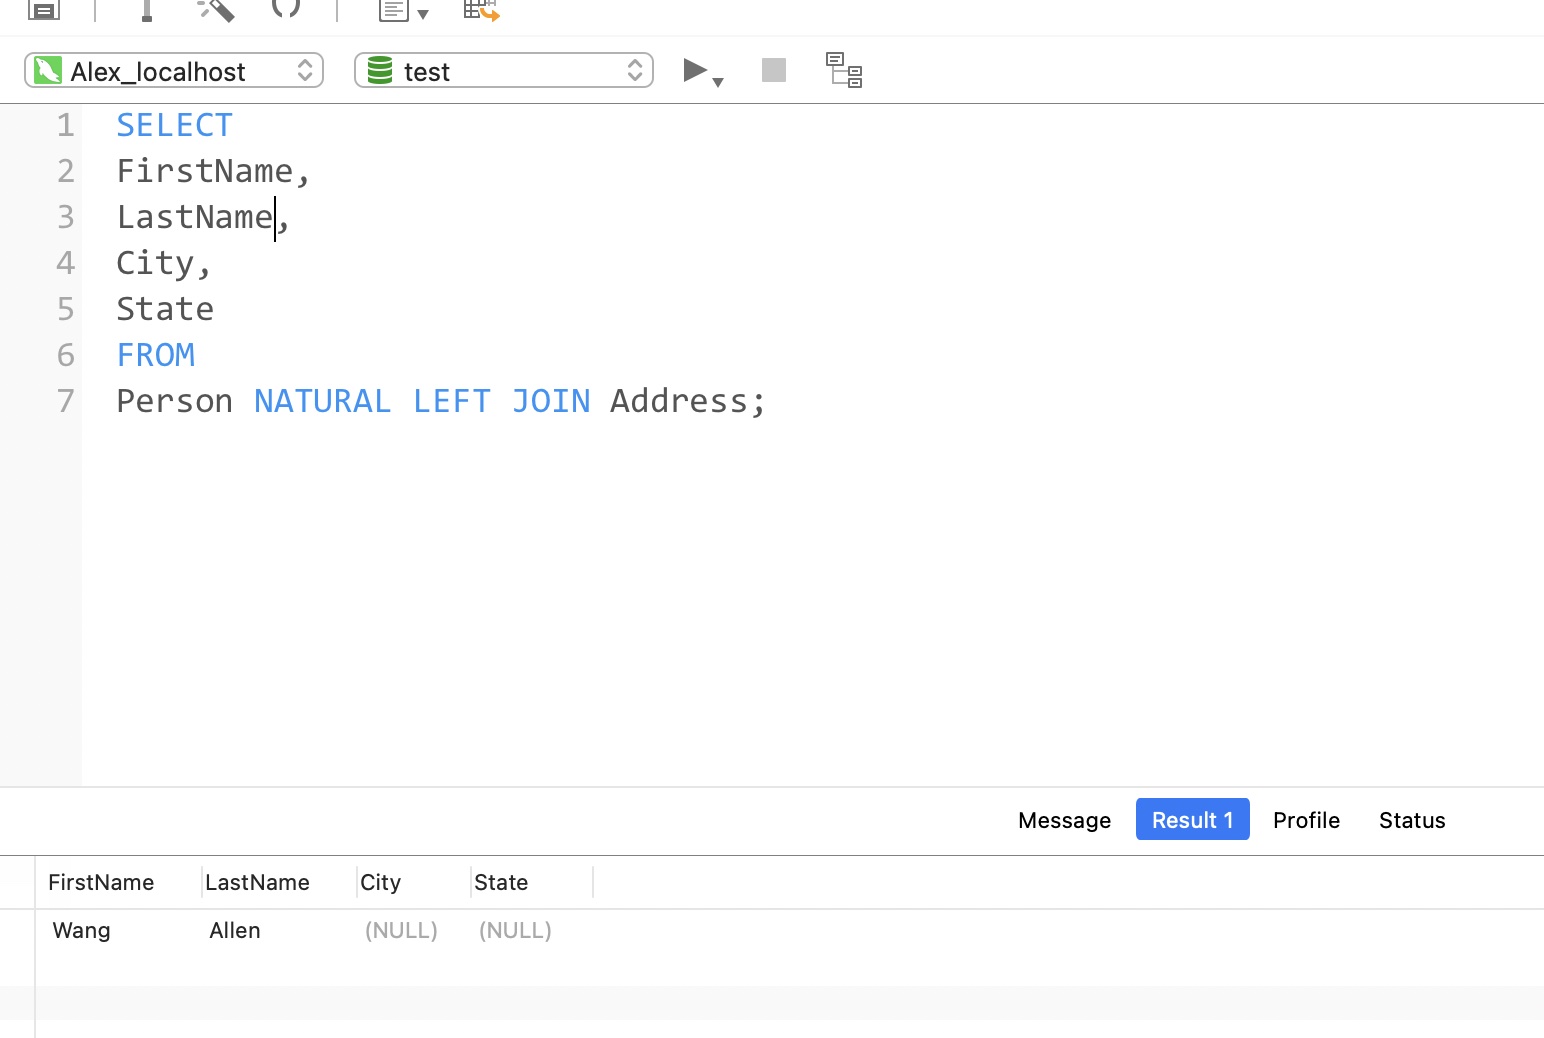 Alex_localhost test
1 SELECT
2 FirstName,
3 LastName,
4 City,
5 State
6 FROM
7 Person NATURAL LEFT JOIN Address;
Message Result 1 Profile Status
FirstName LastName City State
Wang Allen (NULL) (NULL)